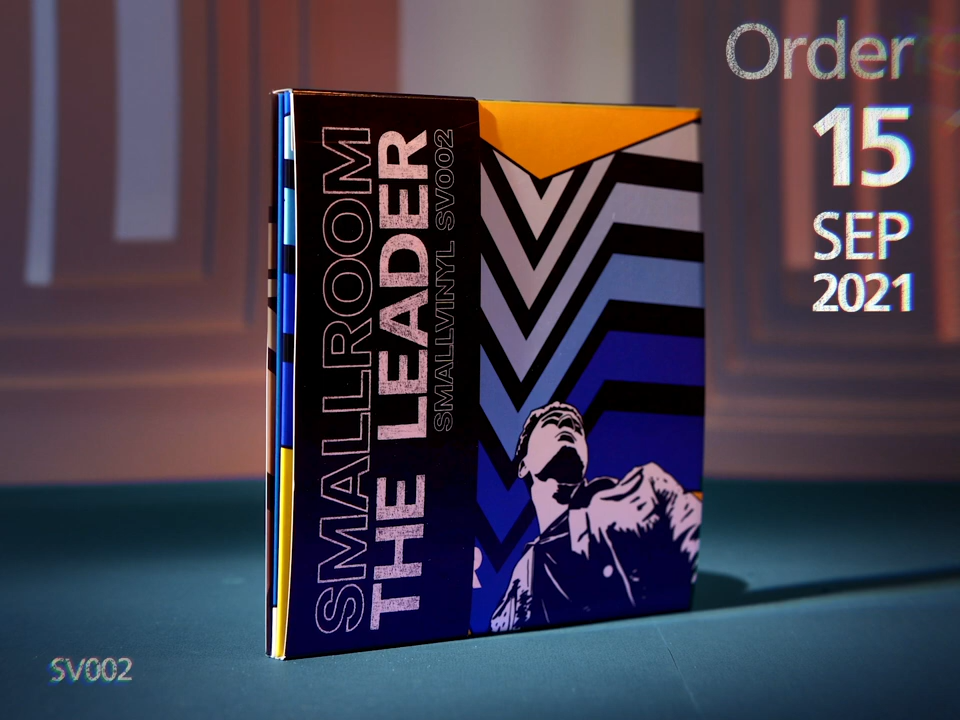 Order
15
SEP
2021
SMALLROOM
THE LEADER
SMALLVINYL SV002
R
SV002